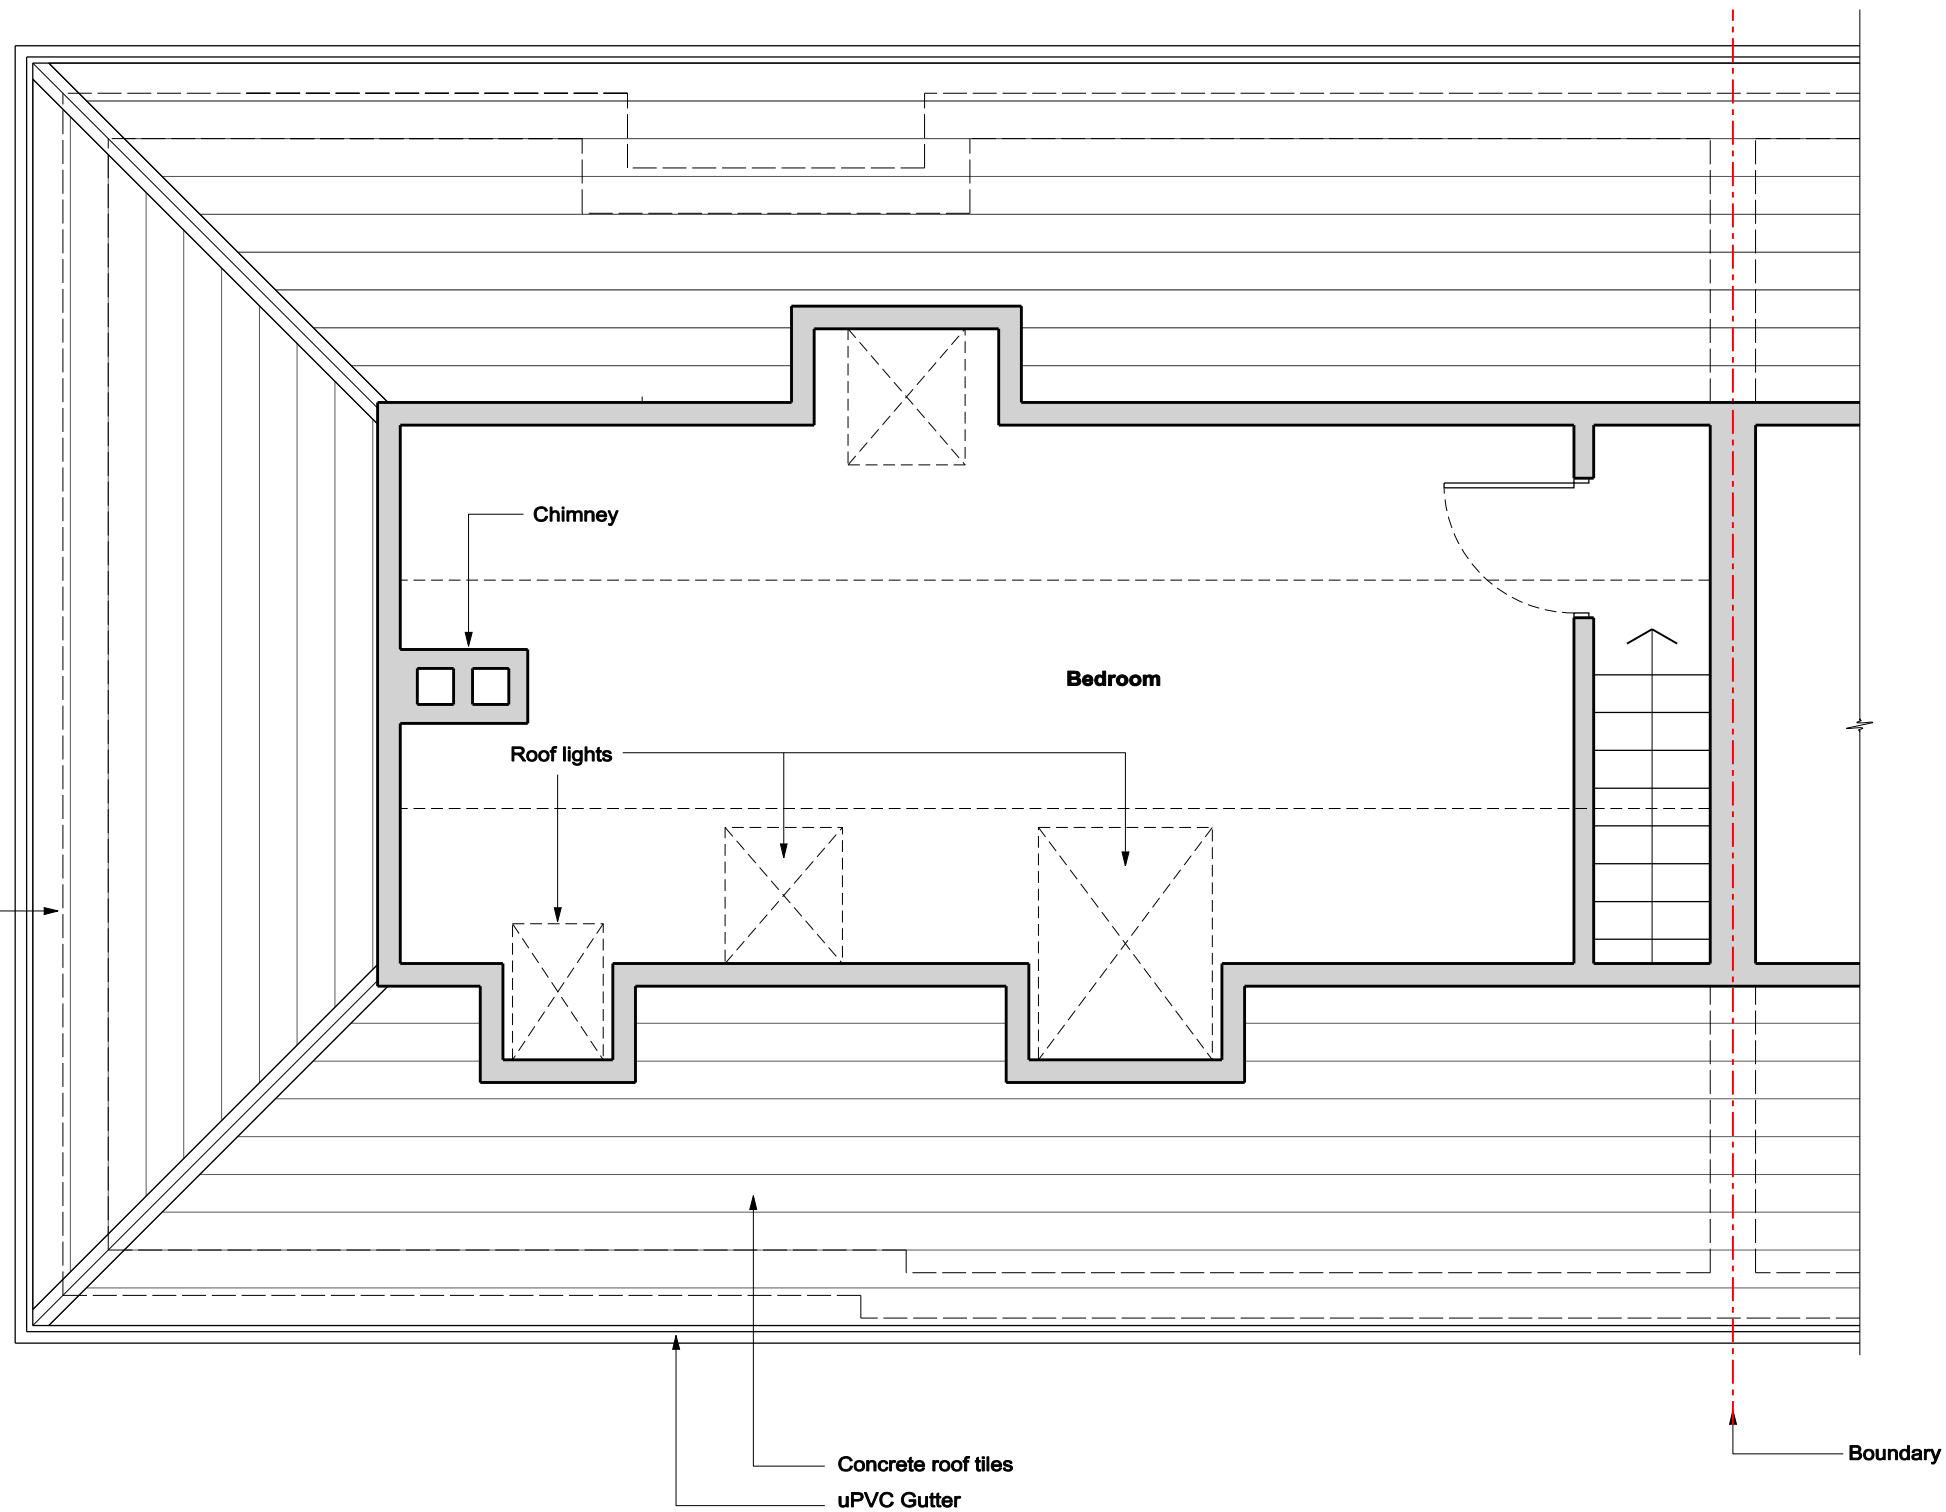 Chimney
Bedroom
Roof lights
Boundary
Concrete roof tiles
uPVC Gutter